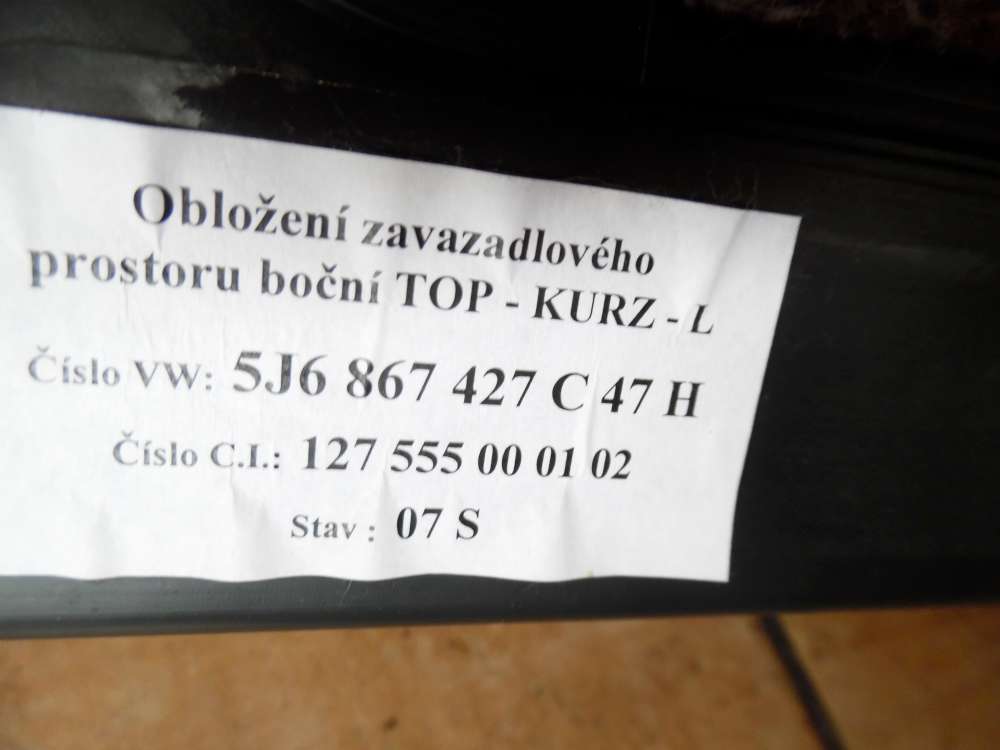 Obložení zavazadlového
prostoru boční TOP - KURZ - L
Číslo VW: 5J6 867 427 C 47 H
Číslo C.I.: 127 555 00 01 02
Stav : 07 S